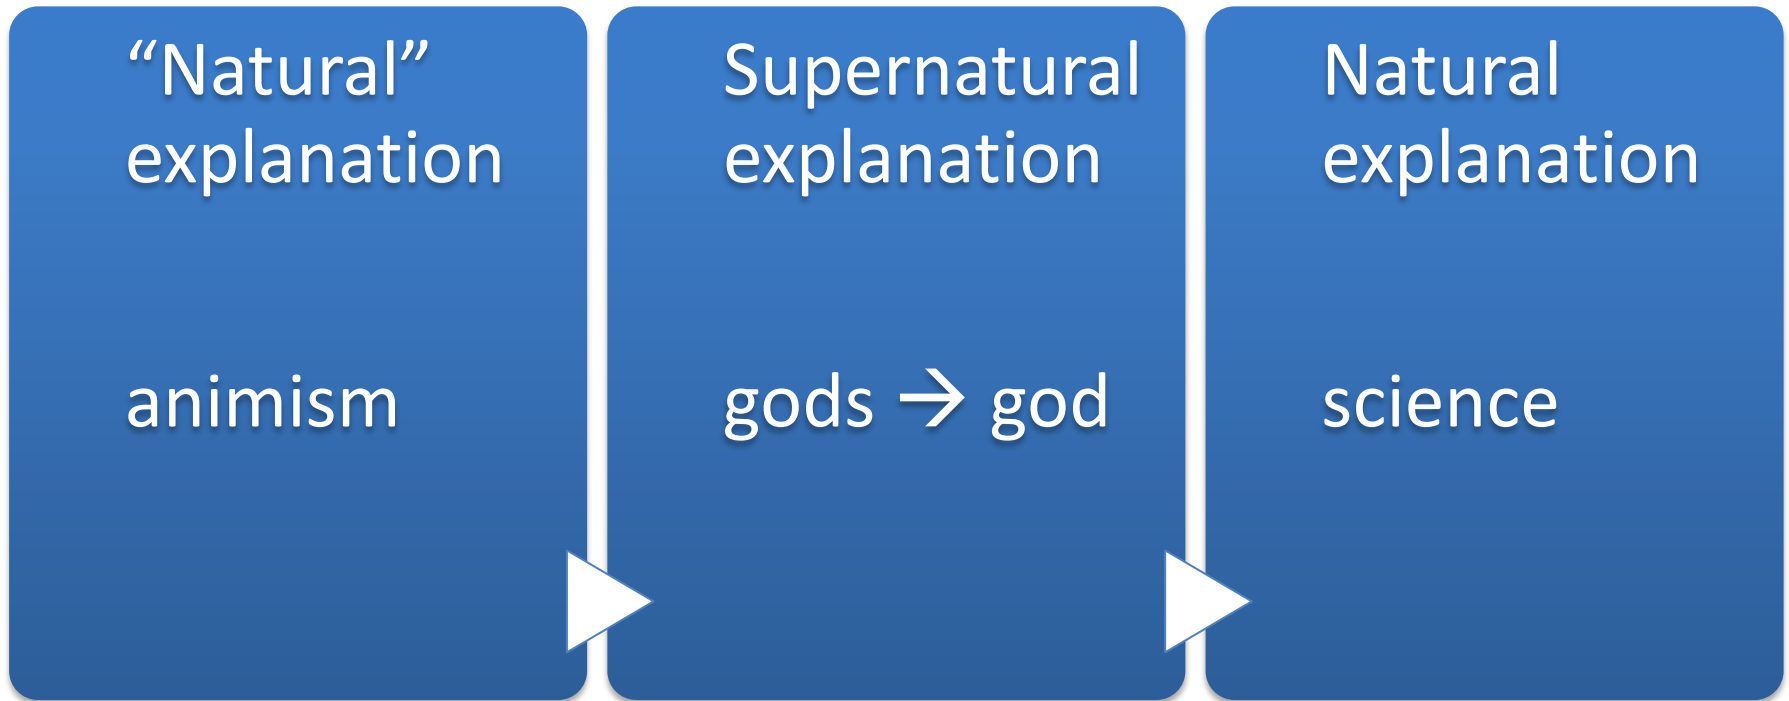 “Natural”
explanation
animism
Supernatural
explanation
gods → god
Natural
explanation
science